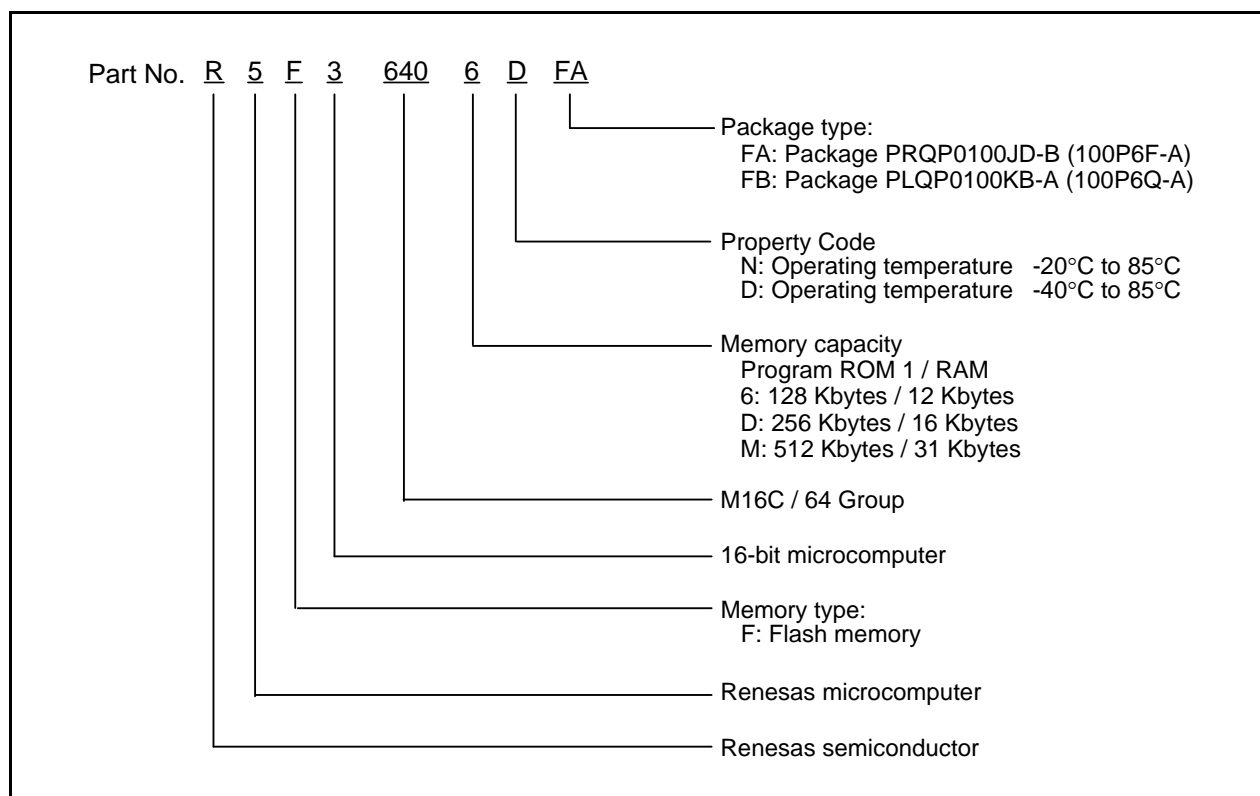 Part No. R 5 F 3 640 6 D FA
Package type:
FA: Package PRQP0100JD-B (100P6F-A)
FB: Package PLQP0100KB-A (100P6Q-A)
Property Code
N: Operating temperature -20°C to 85°C
D: Operating temperature -40°C to 85°C
Memory capacity
Program ROM 1 / RAM
6: 128 Kbytes / 12 Kbytes
D: 256 Kbytes / 16 Kbytes
M: 512 Kbytes / 31 Kbytes
M16C / 64 Group
16-bit microcomputer
Memory type:
F: Flash memory
Renesas microcomputer
Renesas semiconductor